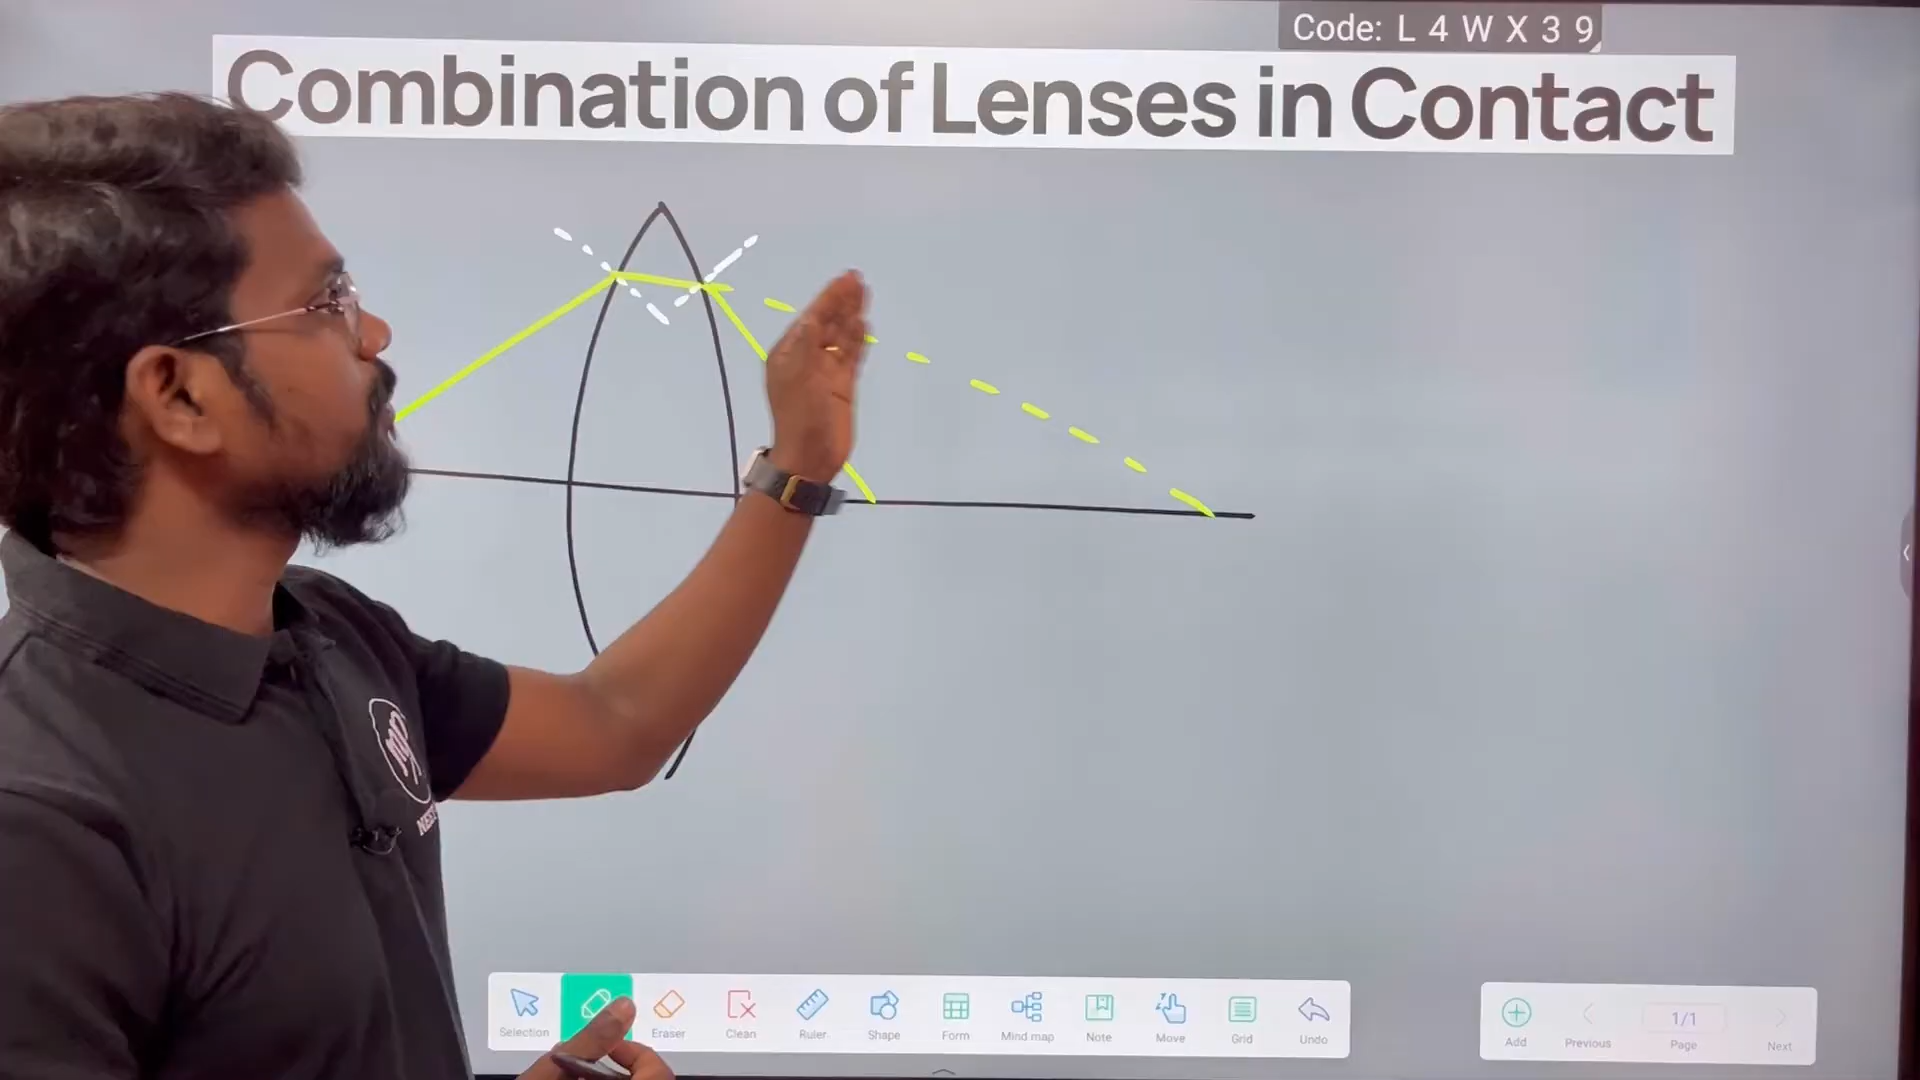 Code: L 4 W X 3 9
Combination of Lenses in Contact
Selection
Eraser
Clean
Ruler
Shape
Form
Mind map
Note
Move
Grid
Undo
Add
Previous
1/1
Page
Next